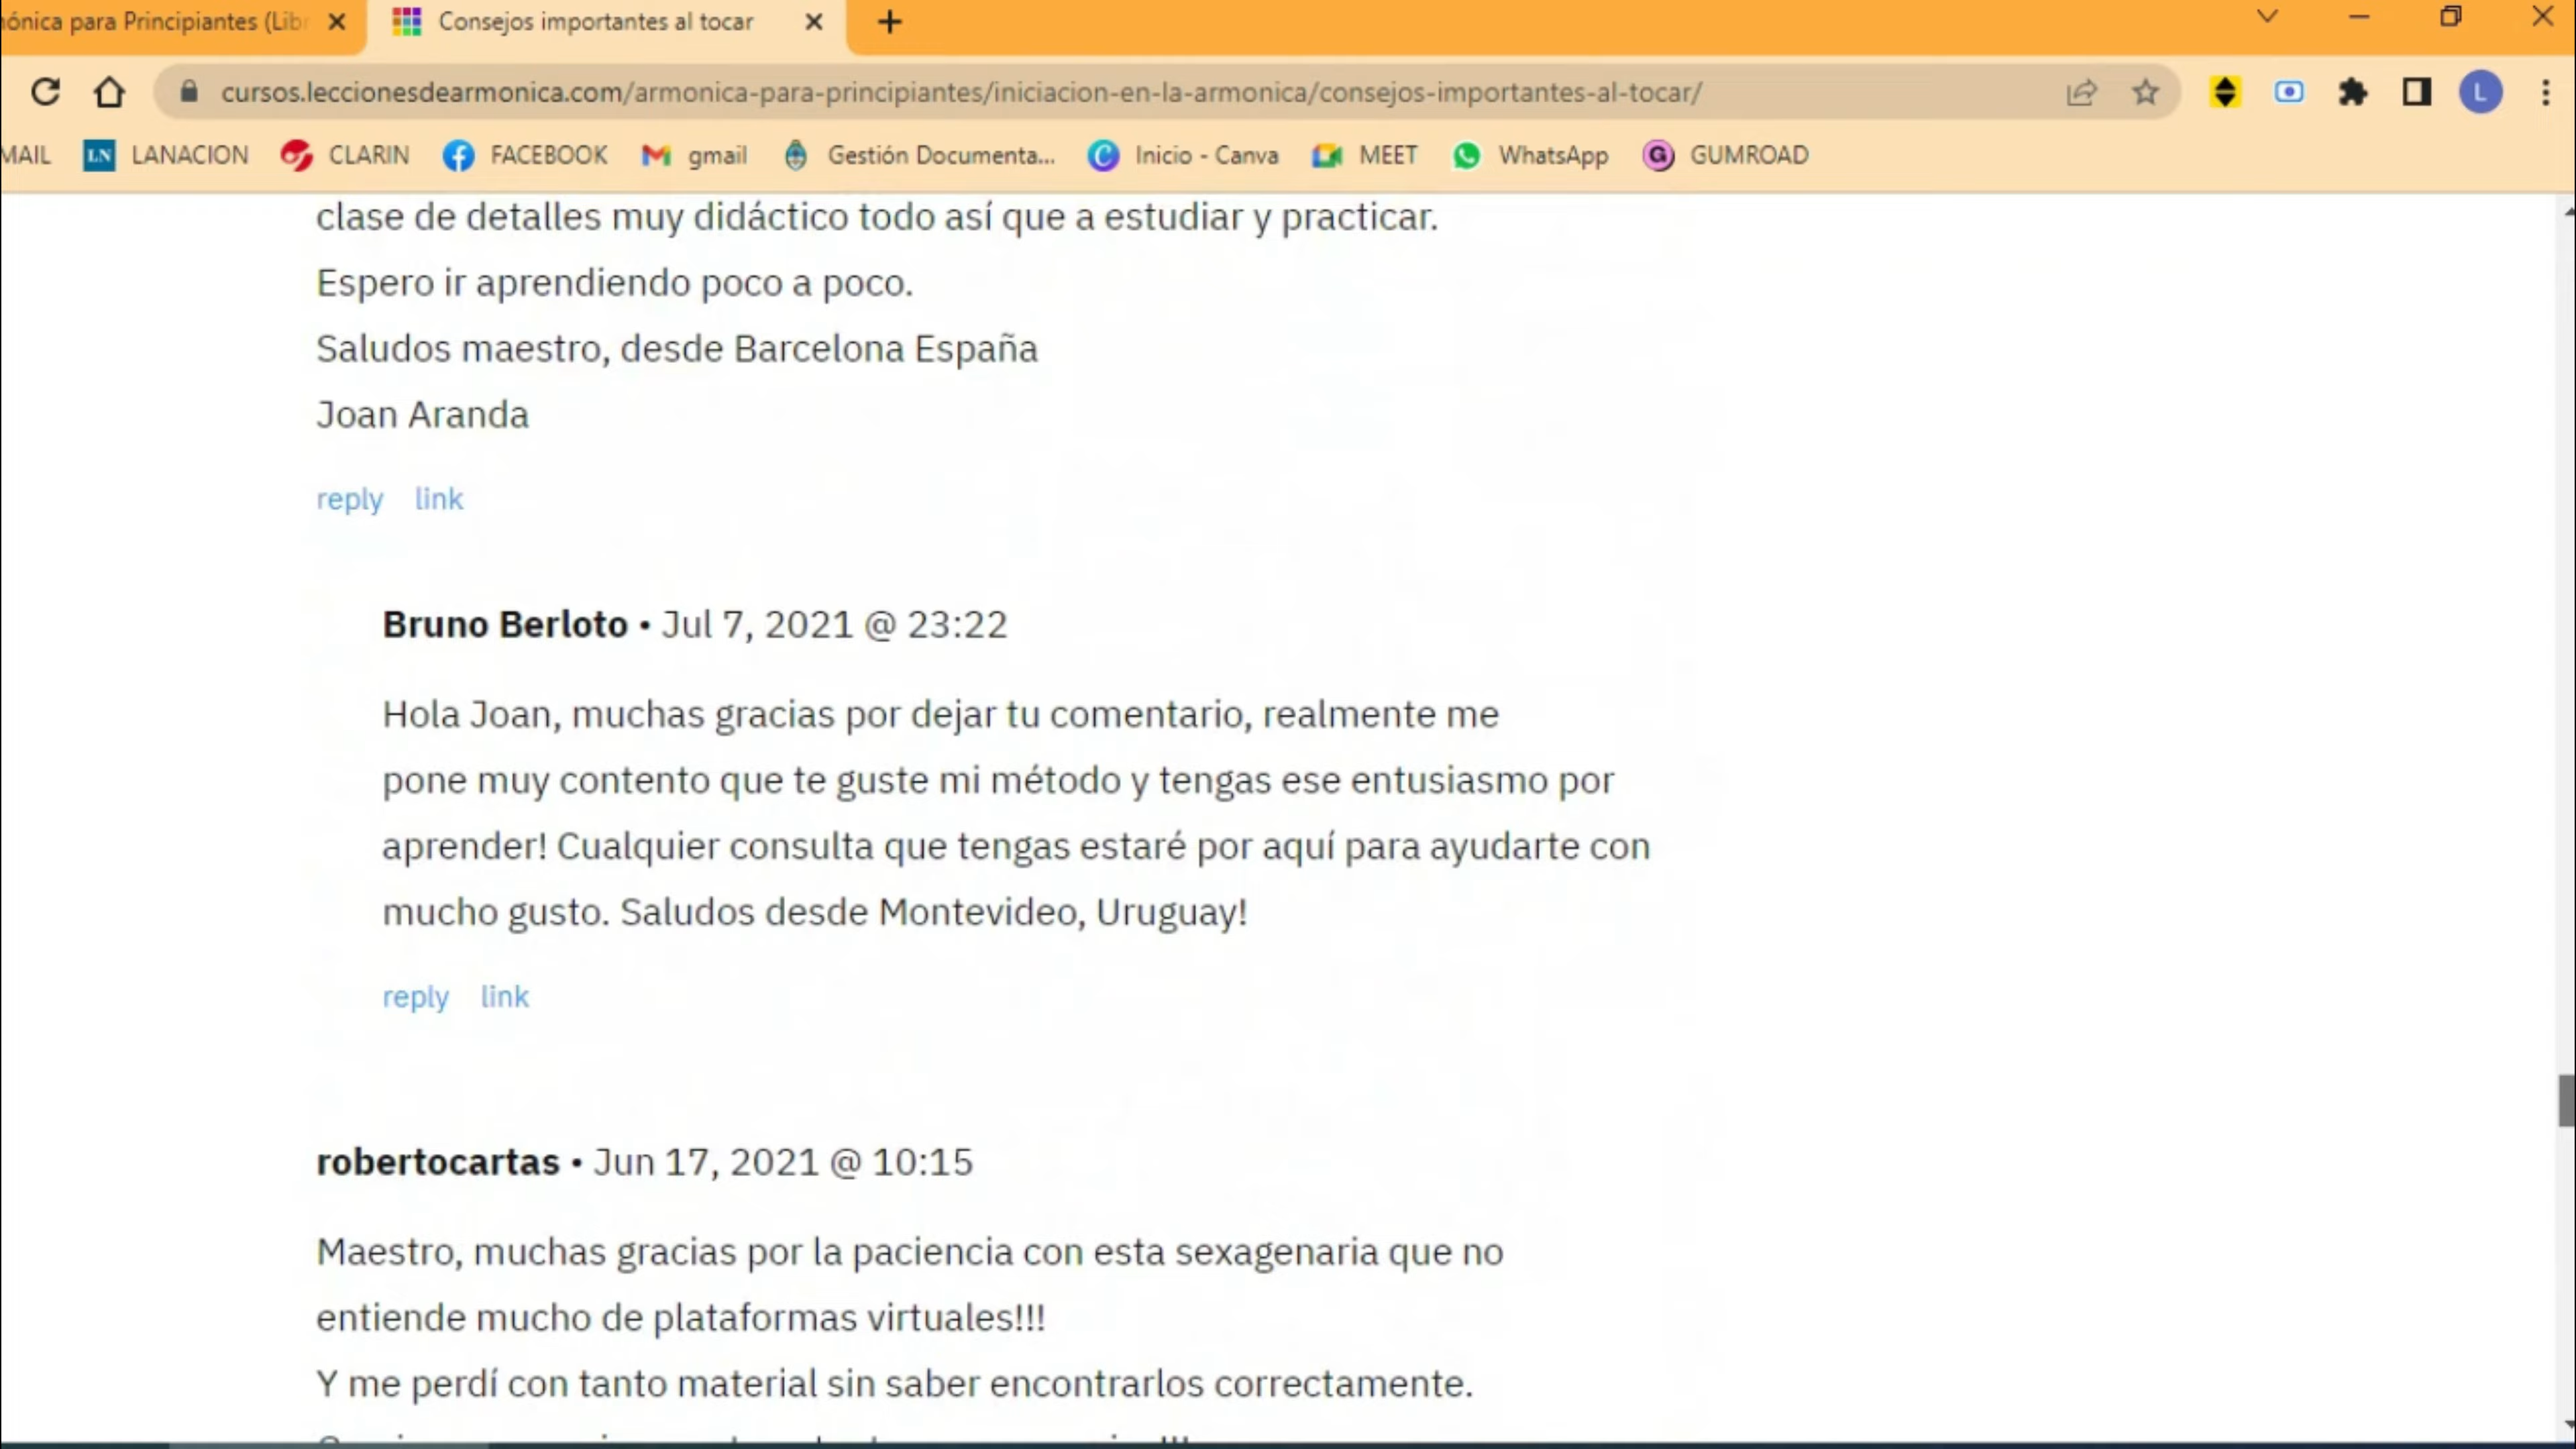 ónica para Principiantes (Lib
Consejos importantes al tocar
cursos.leccionesdearmonica.com/armonica-para-principiantes/iniciacion-en-la-armonica/consejos-importantes-al-tocar/
L
MAIL LN LANACION CLARIN FACEBOOK gmail Gestión Documenta... Inicio - Canva MEET WhatsApp G GUMROAD
clase de detalles muy didáctico todo así que a estudiar y practicar.
Espero ir aprendiendo poco a poco.
Saludos maestro, desde Barcelona España
Joan Aranda
reply link
Bruno Berloto • Jul 7, 2021 @ 23:22
Hola Joan, muchas gracias por dejar tu comentario, realmente me
pone muy contento que te guste mi método y tengas ese entusiasmo por
aprender! Cualquier consulta que tengas estaré por aquí para ayudarte con
mucho gusto. Saludos desde Montevideo, Uruguay!
reply link
robertocartas • Jun 17, 2021 @ 10:15
Maestro, muchas gracias por la paciencia con esta sexagenaria que no
entiende mucho de plataformas virtuales!!!
Y me perdí con tanto material sin saber encontrarlos correctamente.